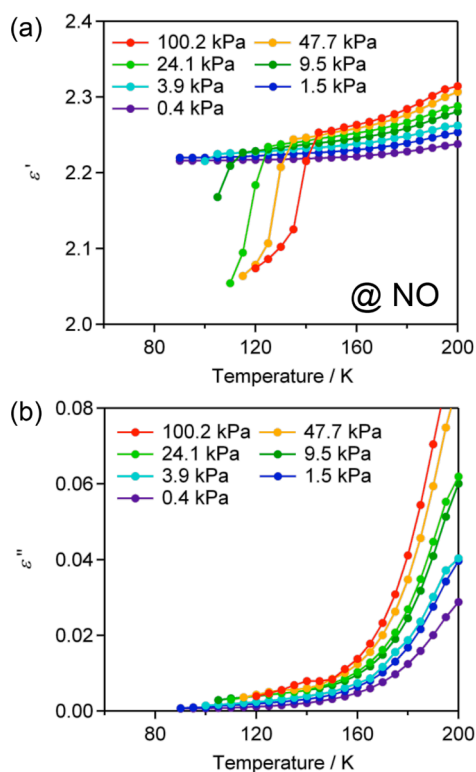 (a)
2.4
2.3
2.2
2.1
2.0
ε'
100.2 kPa 47.7 kPa
24.1 kPa 9.5 kPa
3.9 kPa 1.5 kPa
0.4 kPa
@ NO
80 120 160 200
Temperature / K
(b)
0.08
0.06
0.04
0.02
0.00
ε"
100.2 kPa 47.7 kPa
24.1 kPa 9.5 kPa
3.9 kPa 1.5 kPa
0.4 kPa
80 120 160 200
Temperature / K